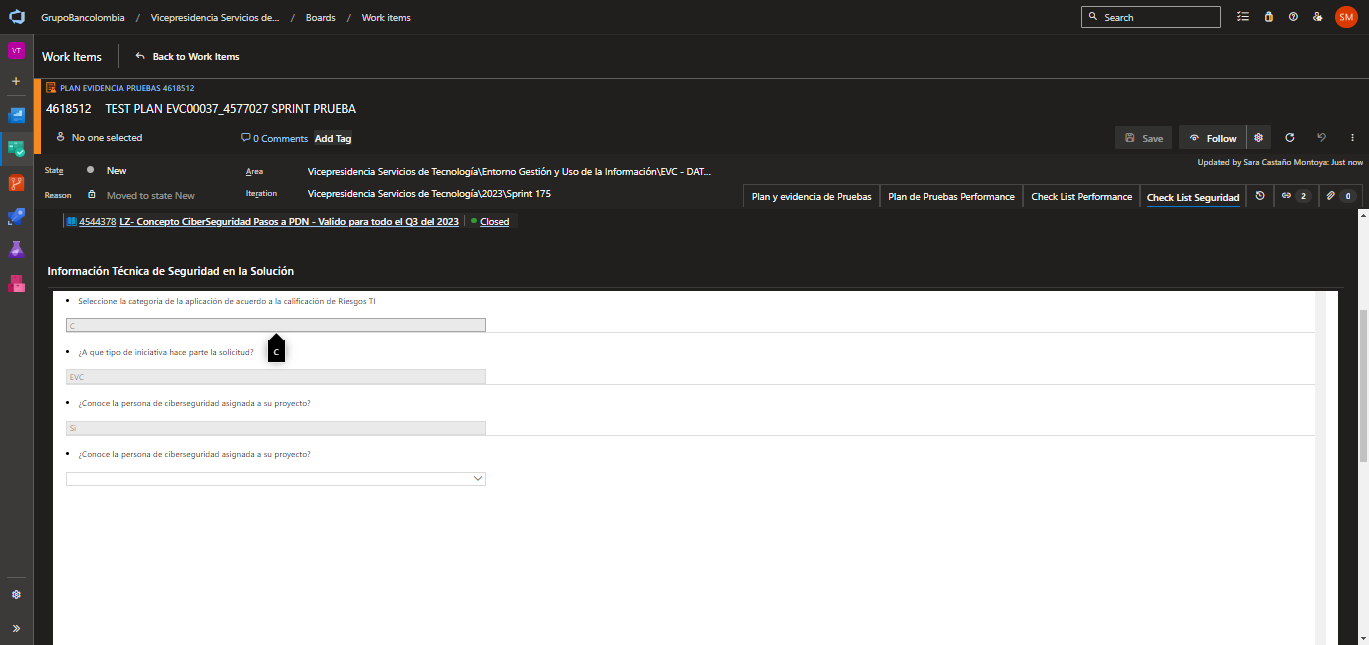 GrupoBancolombia / Vicepresidencia Servicios de... / Boards / Work items
Search
SM
VT
Work Items
Back to Work Items
PLAN EVIDENCIA PRUEBAS 4618512
4618512 TEST PLAN EVC00037_4577027 SPRINT PRUEBA
No one selected
0 Comments
Add Tag
Save
Follow
Updated by Sara Castaño Montoya: Just now
State New
Area Vicepresidencia Servicios de Tecnología\Entorno Gestión y Uso de la Información\EVC - DAT...
Reason Moved to state New
Iteration Vicepresidencia Servicios de Tecnología\2023\Sprint 175
Plan y evidencia de Pruebas
Plan de Pruebas Performance
Check List Performance
Check List Seguridad
2
0
4544378 LZ- Concepto CiberSeguridad Pasos a PDN - Valido para todo el Q3 del 2023
Closed
Información Técnica de Seguridad en la Solución
• Seleccione la categoria de la aplicación de acuerdo a la calificación de Riesgos TI
C
C
• ¿A que tipo de iniciativa hace parte la solicitud?
EVC
• ¿Conoce la persona de ciberseguridad asignada a su proyecto?
Si
• ¿Conoce la persona de ciberseguridad asignada a su proyecto?